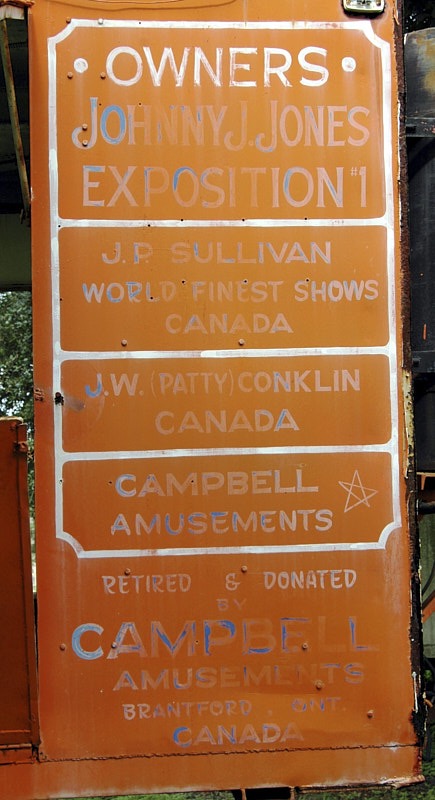 • OWNERS •
JOHNNY J. JONES
EXPOSITION #1
J.P. SULLIVAN
WORLD FINEST SHOWS
CANADA
J.W. (PATTY) CONKLIN
CANADA
CAMPBELL
AMUSEMENTS
RETIRED & DONATED
BY
CAMPBELL
AMUSEMENTS
BRANTFORD . ONT.
CANADA